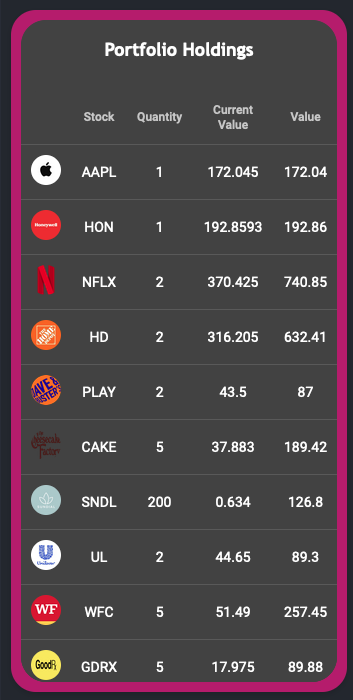 Portfolio Holdings
Stock Quantity Current Value Value
AAPL 1 172.045 172.04
Honeywell HON 1 192.8593 192.86
NFLX 2 370.425 740.85
THE HOME DEPOT HD 2 316.205 632.41
DAVE & BUSTER'S PLAY 2 43.5 87
Cheesecake Factory CAKE 5 37.883 189.42
SNDL 200 0.634 126.8
Unilever UL 2 44.65 89.3
WF WFC 5 51.49 257.45
GoodRx GDRX 5 17.975 89.88